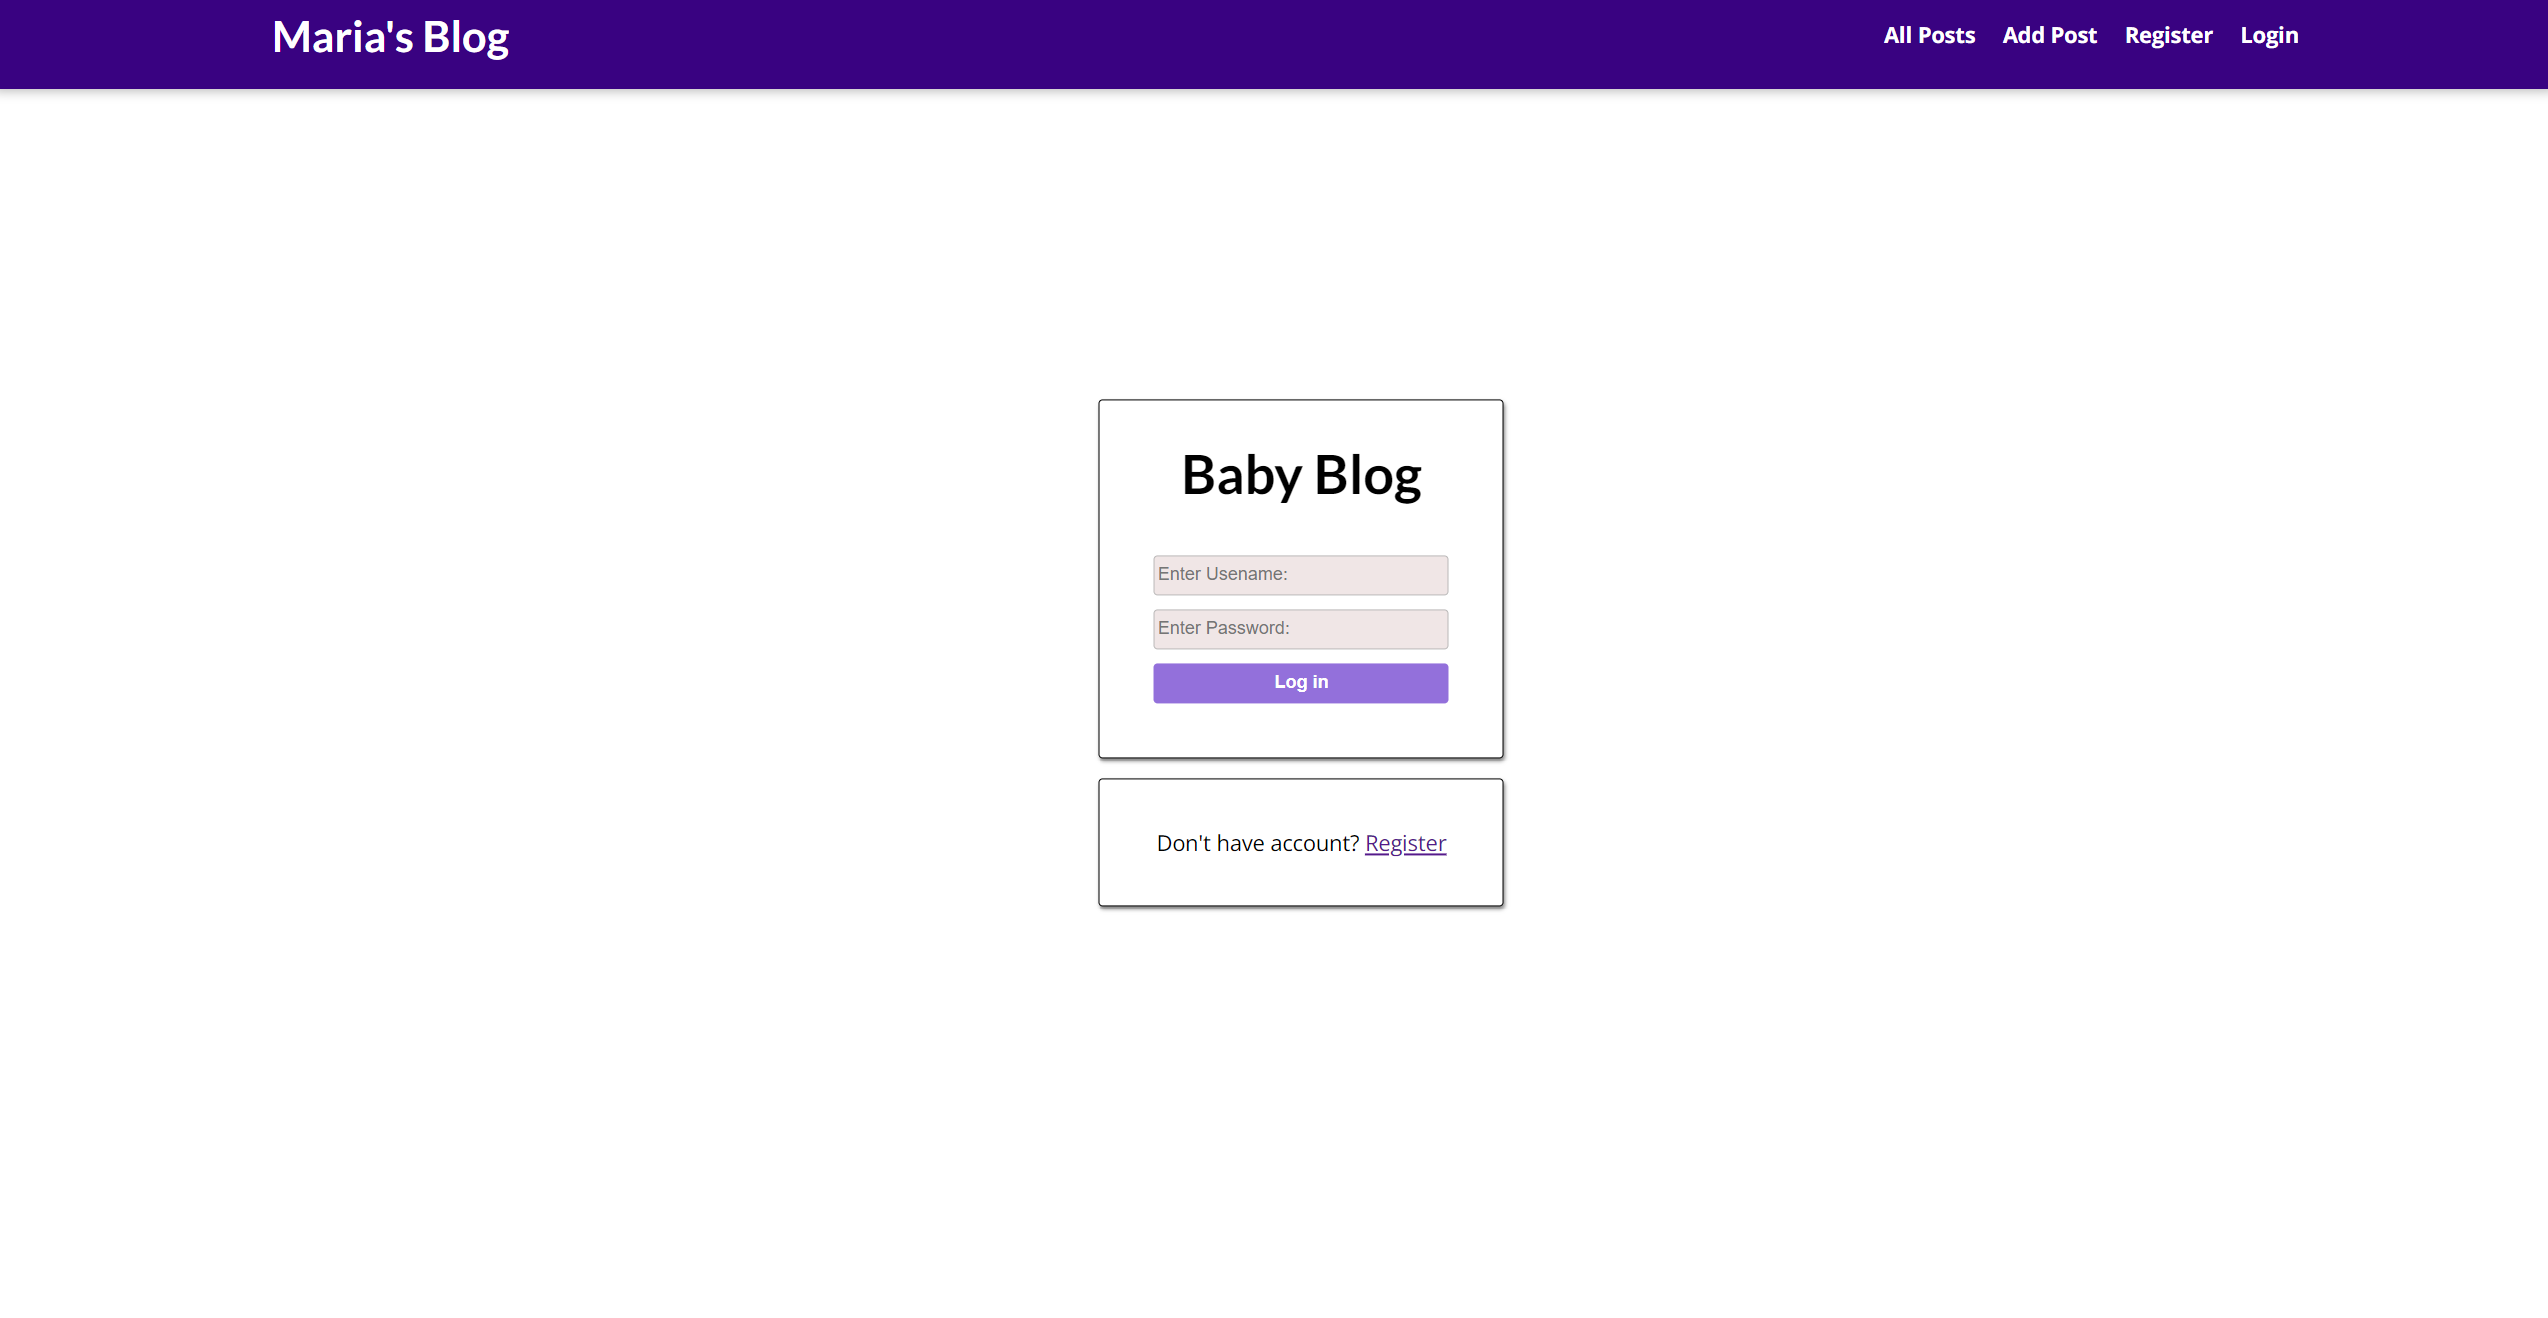 Maria's Blog
All Posts Add Post Register Login
Baby Blog
Enter Usename:
Enter Password:
Log in
Don't have account? Register